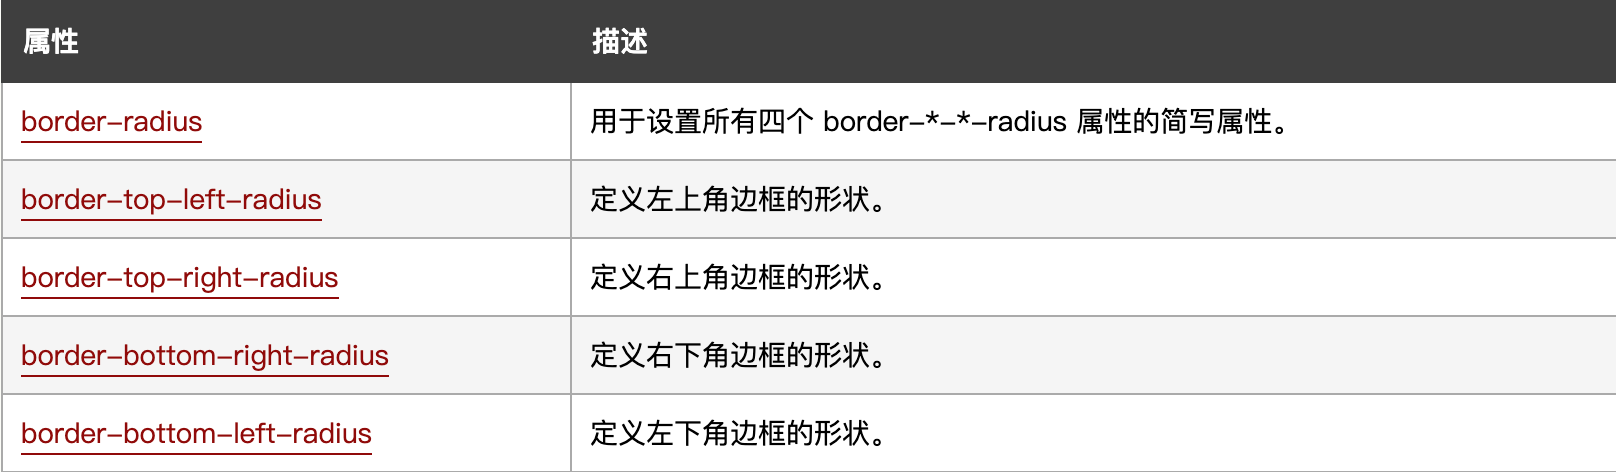 属性 描述
border-radius 用于设置所有四个 border-*-*-radius 属性的简写属性。
border-top-left-radius 定义左上角边框的形状。
border-top-right-radius 定义右上角边框的形状。
border-bottom-right-radius 定义右下角边框的形状。
border-bottom-left-radius 定义左下角边框的形状。